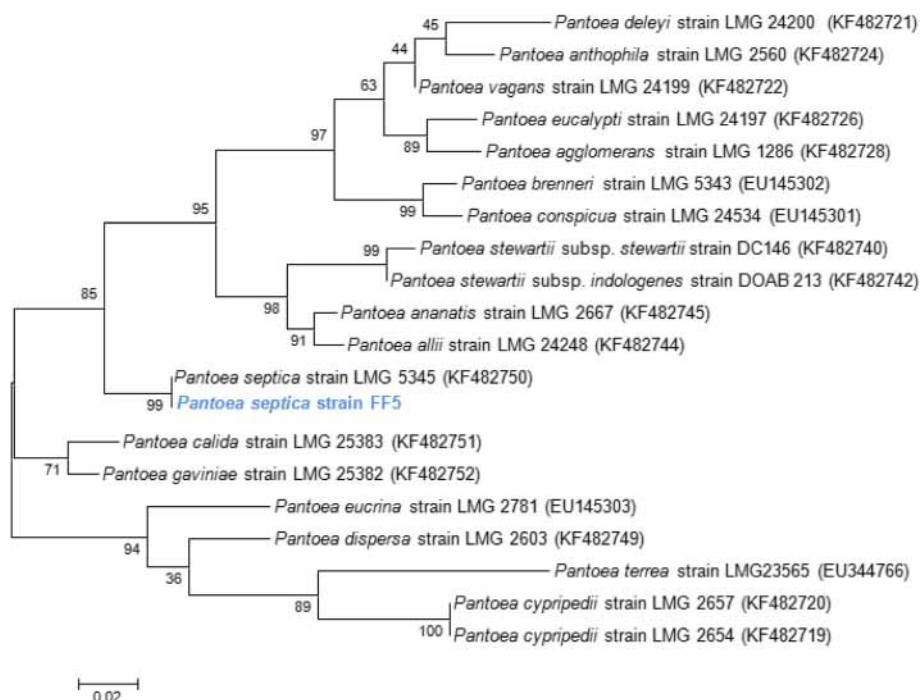 45
Pantoea deleyi strain LMG 24200 (KF482721)
44
Pantoea anthophila strain LMG 2560 (KF482724)
63
Pantoea vagans strain LMG 24199 (KF482722)
Pantoea eucalypti strain LMG 24197 (KF482726)
97
89
Pantoea agglomerans strain LMG 1286 (KF482728)
Pantoea brenneri strain LMG 5343 (EU145302)
99
Pantoea conspicua strain LMG 24534 (EU145301)
95
99
Pantoea stewartii subsp. stewartii strain DC146 (KF482740)
Pantoea stewartii subsp. indologenes strain DOAB 213 (KF482742)
85
98
Pantoea ananatis strain LMG 2667 (KF482745)
91
Pantoea allii strain LMG 24248 (KF482744)
Pantoea septica strain LMG 5345 (KF482750)
99
Pantoea septica strain FF5
Pantoea calida strain LMG 25383 (KF482751)
71
Pantoea gaviniae strain LMG 25382 (KF482752)
Pantoea eucrina strain LMG 2781 (EU145303)
94
Pantoea dispersa strain LMG 2603 (KF482749)
36
Pantoea terrea strain LMG23565 (EU344766)
89
Pantoea cypripedii strain LMG 2657 (KF482720)
100
Pantoea cypripedii strain LMG 2654 (KF482719)
0.02